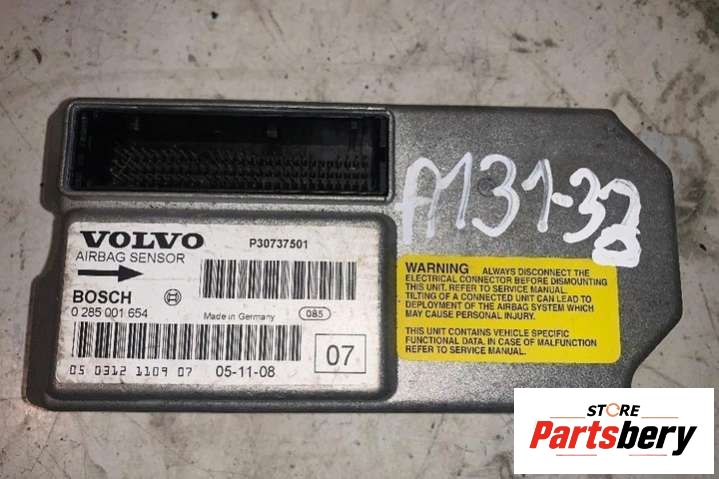 A131-38
VOLVO
P30737501
AIRBAG SENSOR
BOSCH
0 285 001 654
Made in Germany
085
05 0312 1109 07
05-11-08
07
WARNING ALWAYS DISCONNECT THE
ELECTRICAL CONNECTOR BEFORE DISMOUNTING
THIS UNIT. REFER TO SERVICE MANUAL.
TILTING OF A CONNECTED UNIT CAN LEAD TO
DEPLOYMENT OF THE AIRBAG SYSTEM WHICH
MAY CAUSE PERSONAL INJURY.
THIS UNIT CONTAINS VEHICLE SPECIFIC
FUNCTIONAL DATA. IN CASE OF MALFUNCTION
REFER TO SERVICE MANUAL.
STORE
Partsbery